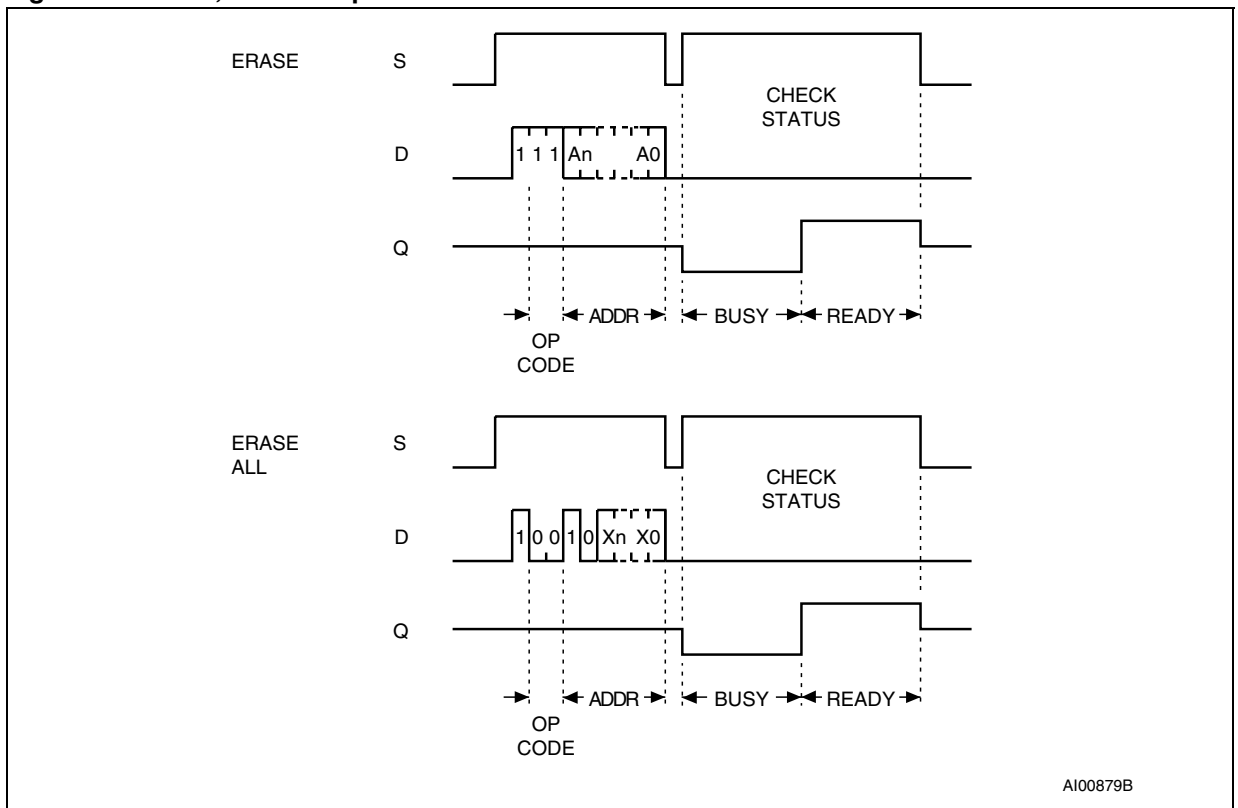 ERASE S
CHECK
STATUS
D 1 1 1 An A0
Q
ADDR BUSY READY
OP
CODE
ERASE
ALL
S
CHECK
STATUS
D 1 0 0 1 0 Xn X0
Q
ADDR BUSY READY
OP
CODE
AI00879B